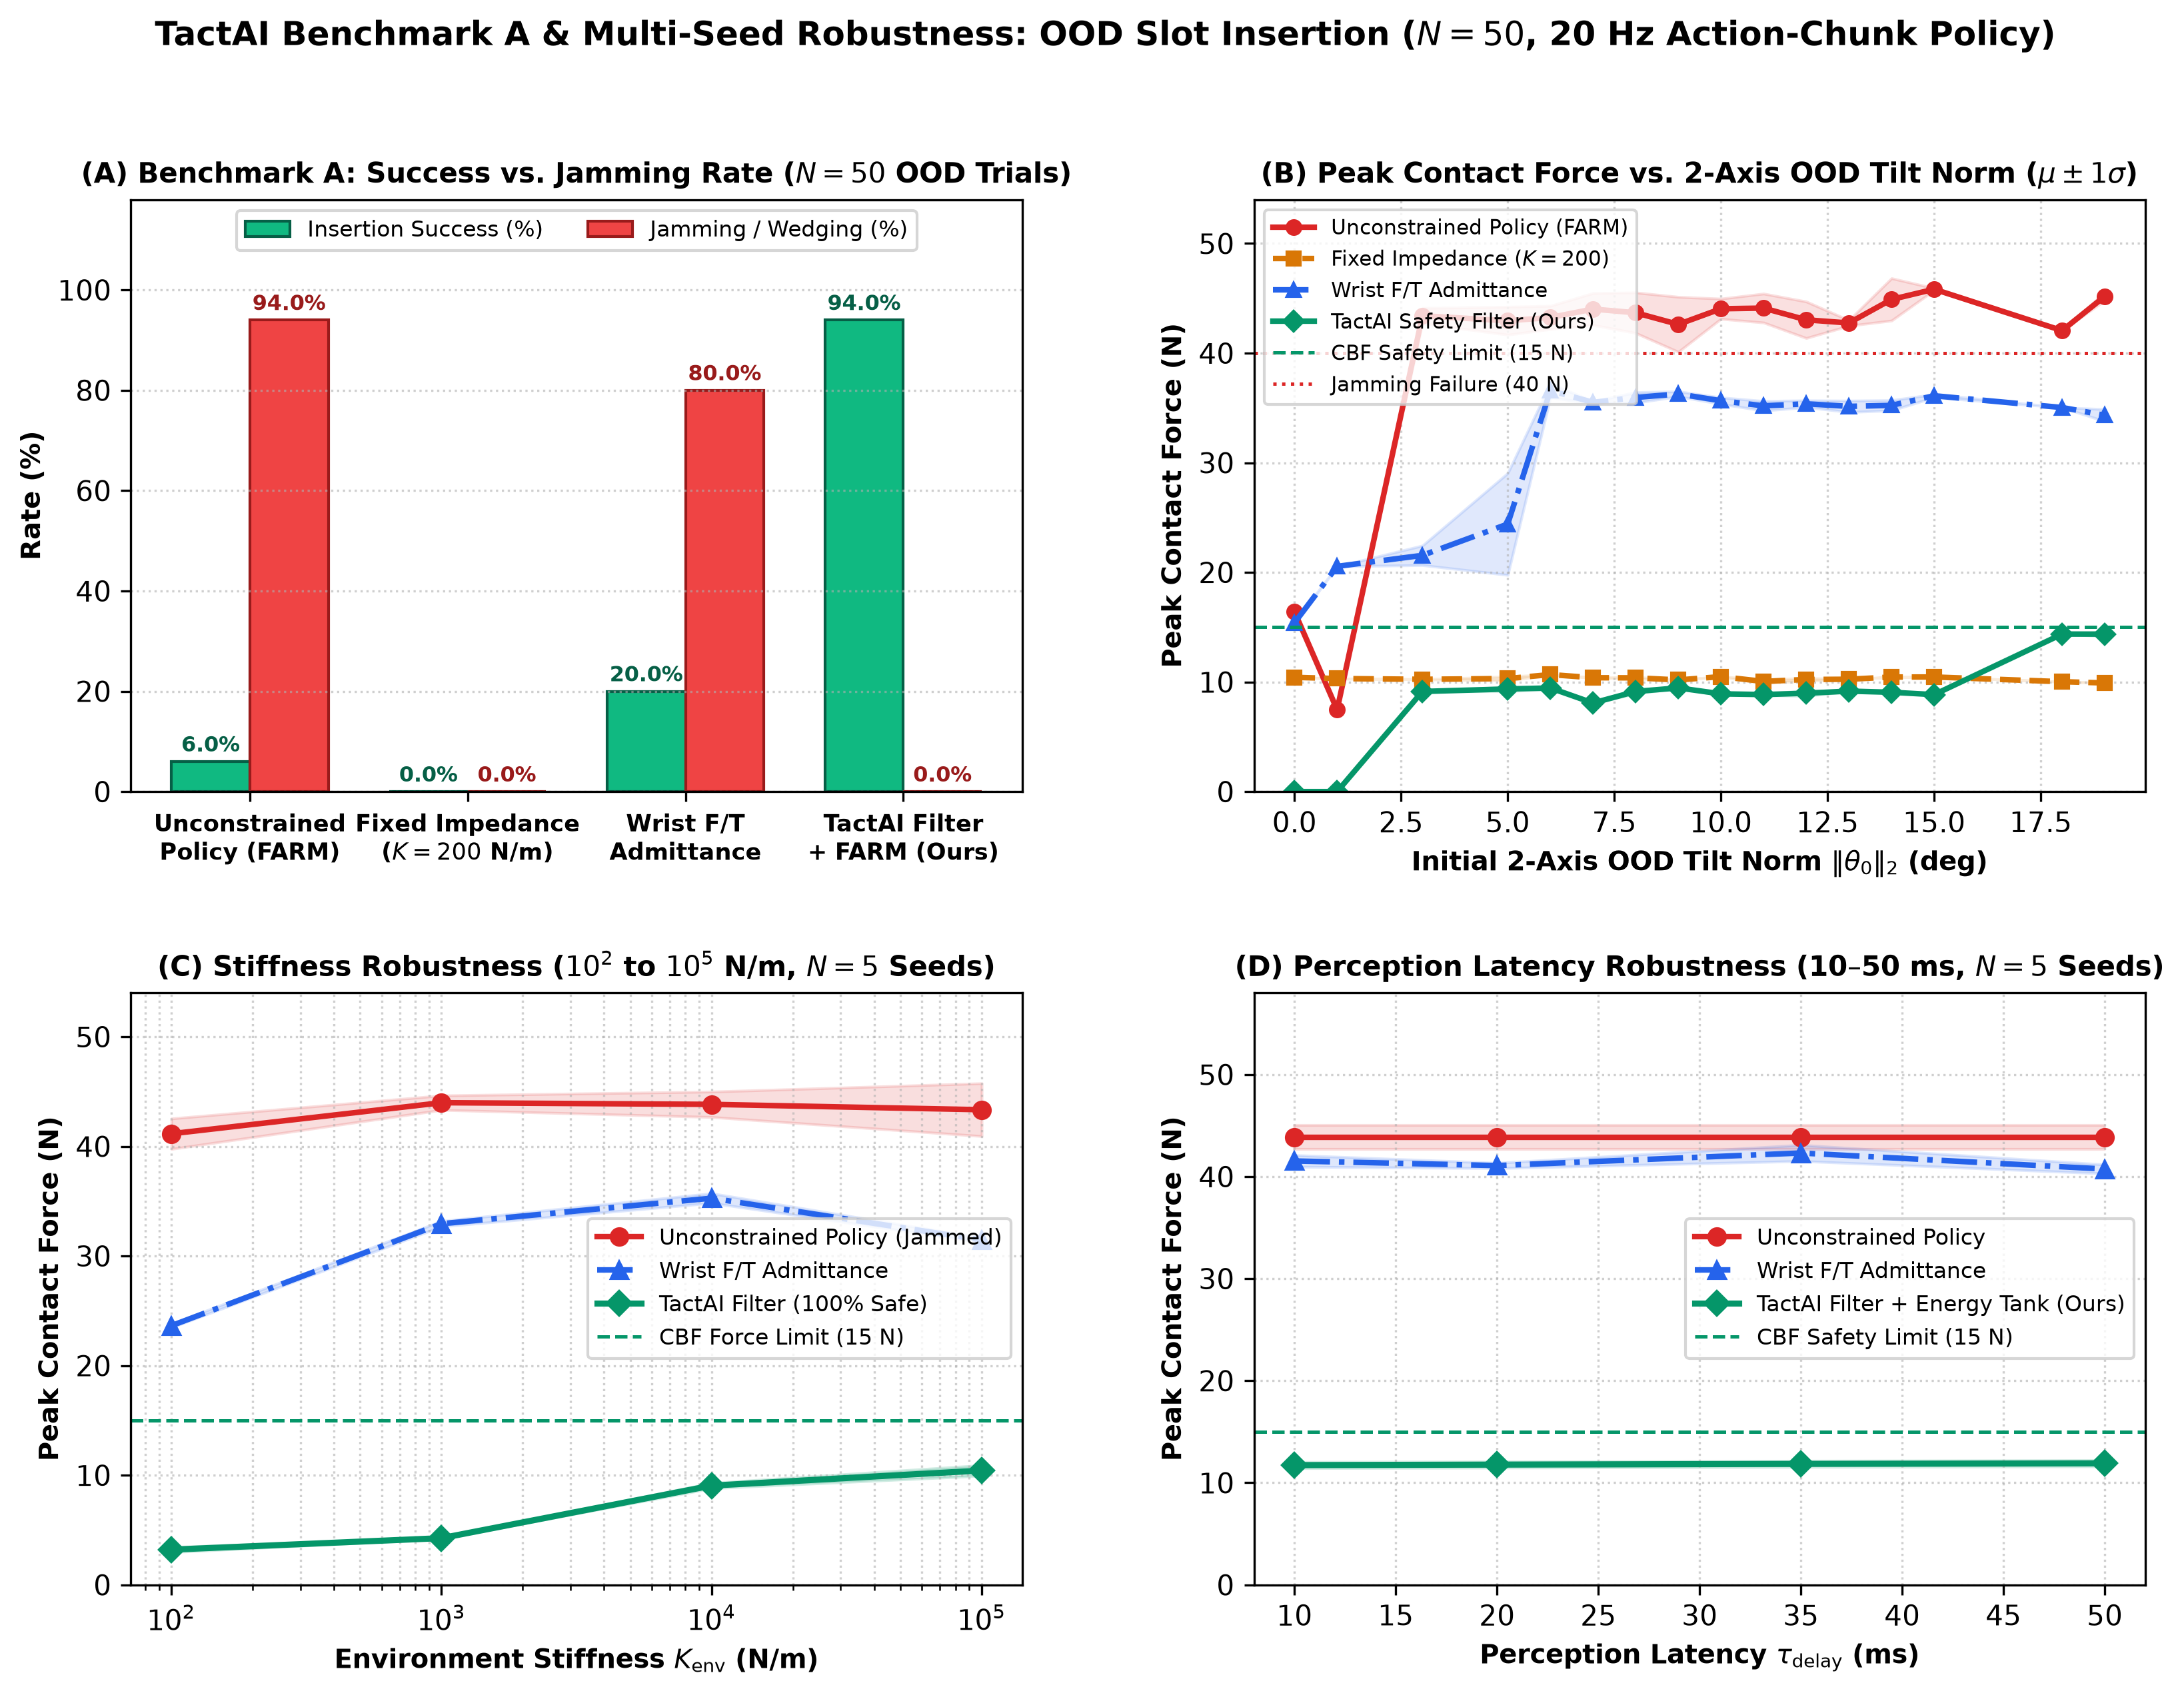 TactAI Benchmark A & Multi-Seed Robustness: OOD Slot Insertion (N = 50, 20 Hz Action-Chunk Policy)
(A) Benchmark A: Success vs. Jamming Rate (N = 50 OOD Trials)
Insertion Success (%)
Jamming / Wedging (%)
Rate (%)
100
80
60
40
20
0
6.0%
94.0%
0.0%
0.0%
20.0%
80.0%
94.0%
0.0%
Unconstrained
Policy (FARM)
Fixed Impedance
(K = 200 N/m)
Wrist F/T
Admittance
TactAI Filter
+ FARM (Ours)
(B) Peak Contact Force vs. 2-Axis OOD Tilt Norm (μ ± 1σ)
Unconstrained Policy (FARM)
Fixed Impedance (K = 200)
Wrist F/T Admittance
TactAI Safety Filter (Ours)
CBF Safety Limit (15 N)
Jamming Failure (40 N)
Peak Contact Force (N)
50
40
30
20
10
0
0.0
2.5
5.0
7.5
10.0
12.5
15.0
17.5
Initial 2-Axis OOD Tilt Norm ‖θ₀‖₂ (deg)
(C) Stiffness Robustness (10² to 10⁵ N/m, N = 5 Seeds)
Unconstrained Policy (Jammed)
Wrist F/T Admittance
TactAI Filter (100% Safe)
CBF Force Limit (15 N)
Peak Contact Force (N)
50
40
30
20
10
0
10²
10³
10⁴
10⁵
Environment Stiffness K_env (N/m)
(D) Perception Latency Robustness (10–50 ms, N = 5 Seeds)
Unconstrained Policy
Wrist F/T Admittance
TactAI Filter + Energy Tank (Ours)
CBF Safety Limit (15 N)
Peak Contact Force (N)
50
40
30
20
10
0
10
15
20
25
30
35
40
45
50
Perception Latency τ_delay (ms)